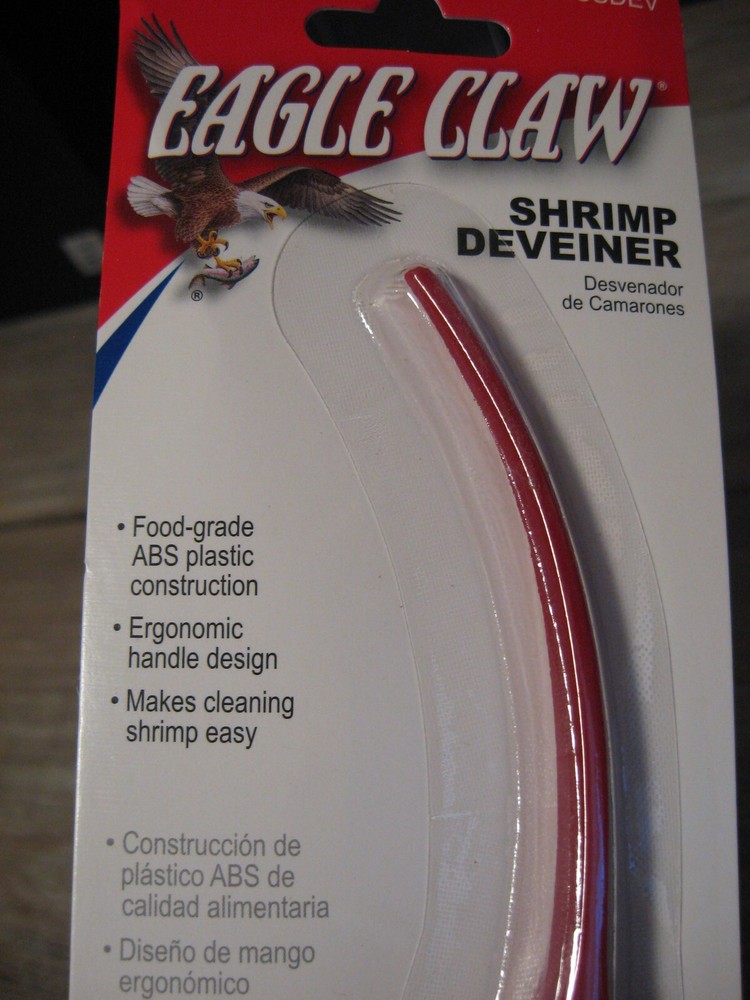 EAGLE CLAW®
SHRIMP
DEVEINER
Desvenador
de Camarones
®
• Food-grade
ABS plastic
construction
• Ergonomic
handle design
• Makes cleaning
shrimp easy
• Construcción de
plástico ABS de
calidad alimentaria
• Diseño de mango
ergonómico